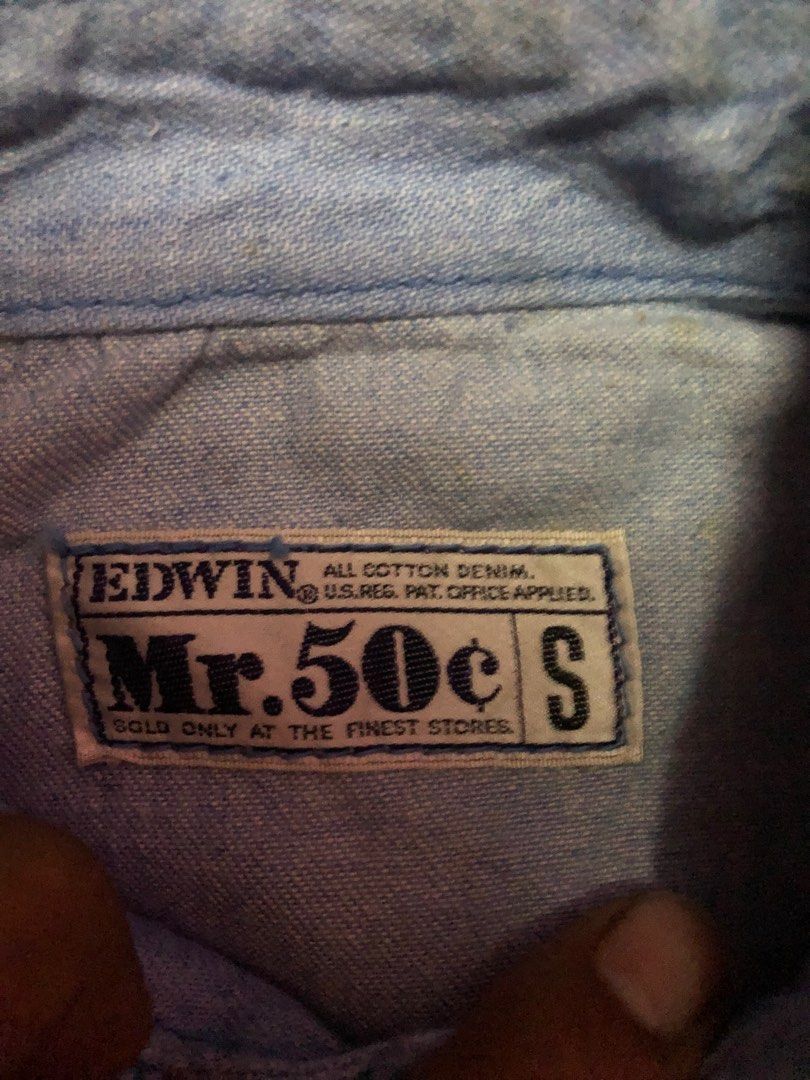 EDWIN® ALL COTTON DENIM.
U.S.REG. PAT. OFFICE APPLIED.
Mr.50¢ S
SOLD ONLY AT THE FINEST STORES.